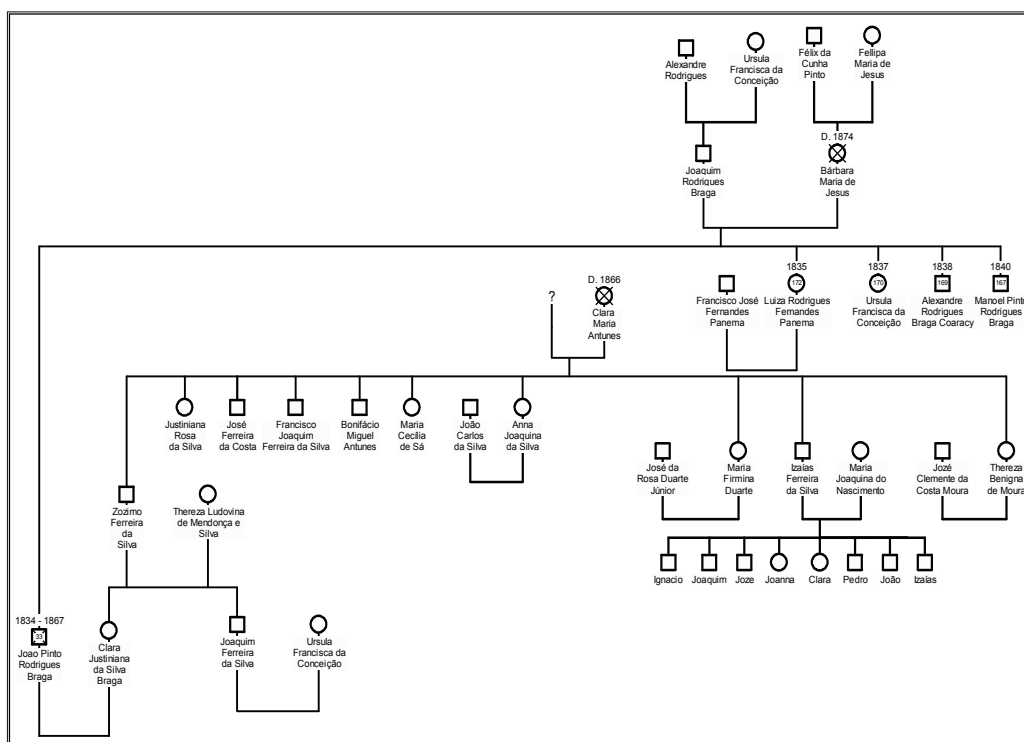 Alexandre
Rodrigues
Ursula
Francisca da
Conceição
Félix da
Cunha
Pinto
Fellipa
Maria de
Jesus
Joaquim
Rodrigues
Braga
D. 1874
Bárbara
Maria de
Jesus
?
D. 1866
Clara
Maria
Antunes
Francisco José
Fernandes
Panema
1835
172
Luiza Rodrigues
Fernandes
Panema
1837
170
Ursula
Francisca da
Conceição
1838
169
Alexandre
Rodrigues
Braga Coaracy
1840
167
Manoel Pinto
Rodrigues
Braga
Justiniana
Rosa
da Silva
José
Ferreira
da Costa
Francisco
Joaquim
Ferreira da Silva
Bonifácio
Miguel
Antunes
Maria
Cecília
de Sá
João
Carlos
da Silva
Anna
Joaquina
da Silva
José da
Rosa Duarte
Júnior
Maria
Firmina
Duarte
Izaías
Ferreira
da Silva
Maria
Joaquina do
Nascimento
Jozé
Clemente da
Costa Moura
Thereza
Benigna
de Moura
Zozimo
Ferreira
da
Silva
Thereza Ludovina
de Mendonça e
Silva
Ignacio
Joaquim
Joze
Joanna
Clara
Pedro
João
Izaías
1834 - 1867
33
Joao Pinto
Rodrigues
Braga
Clara
Justiniana
da Silva
Braga
Joaquim
Ferreira
da Silva
Ursula
Francisca da
Conceição